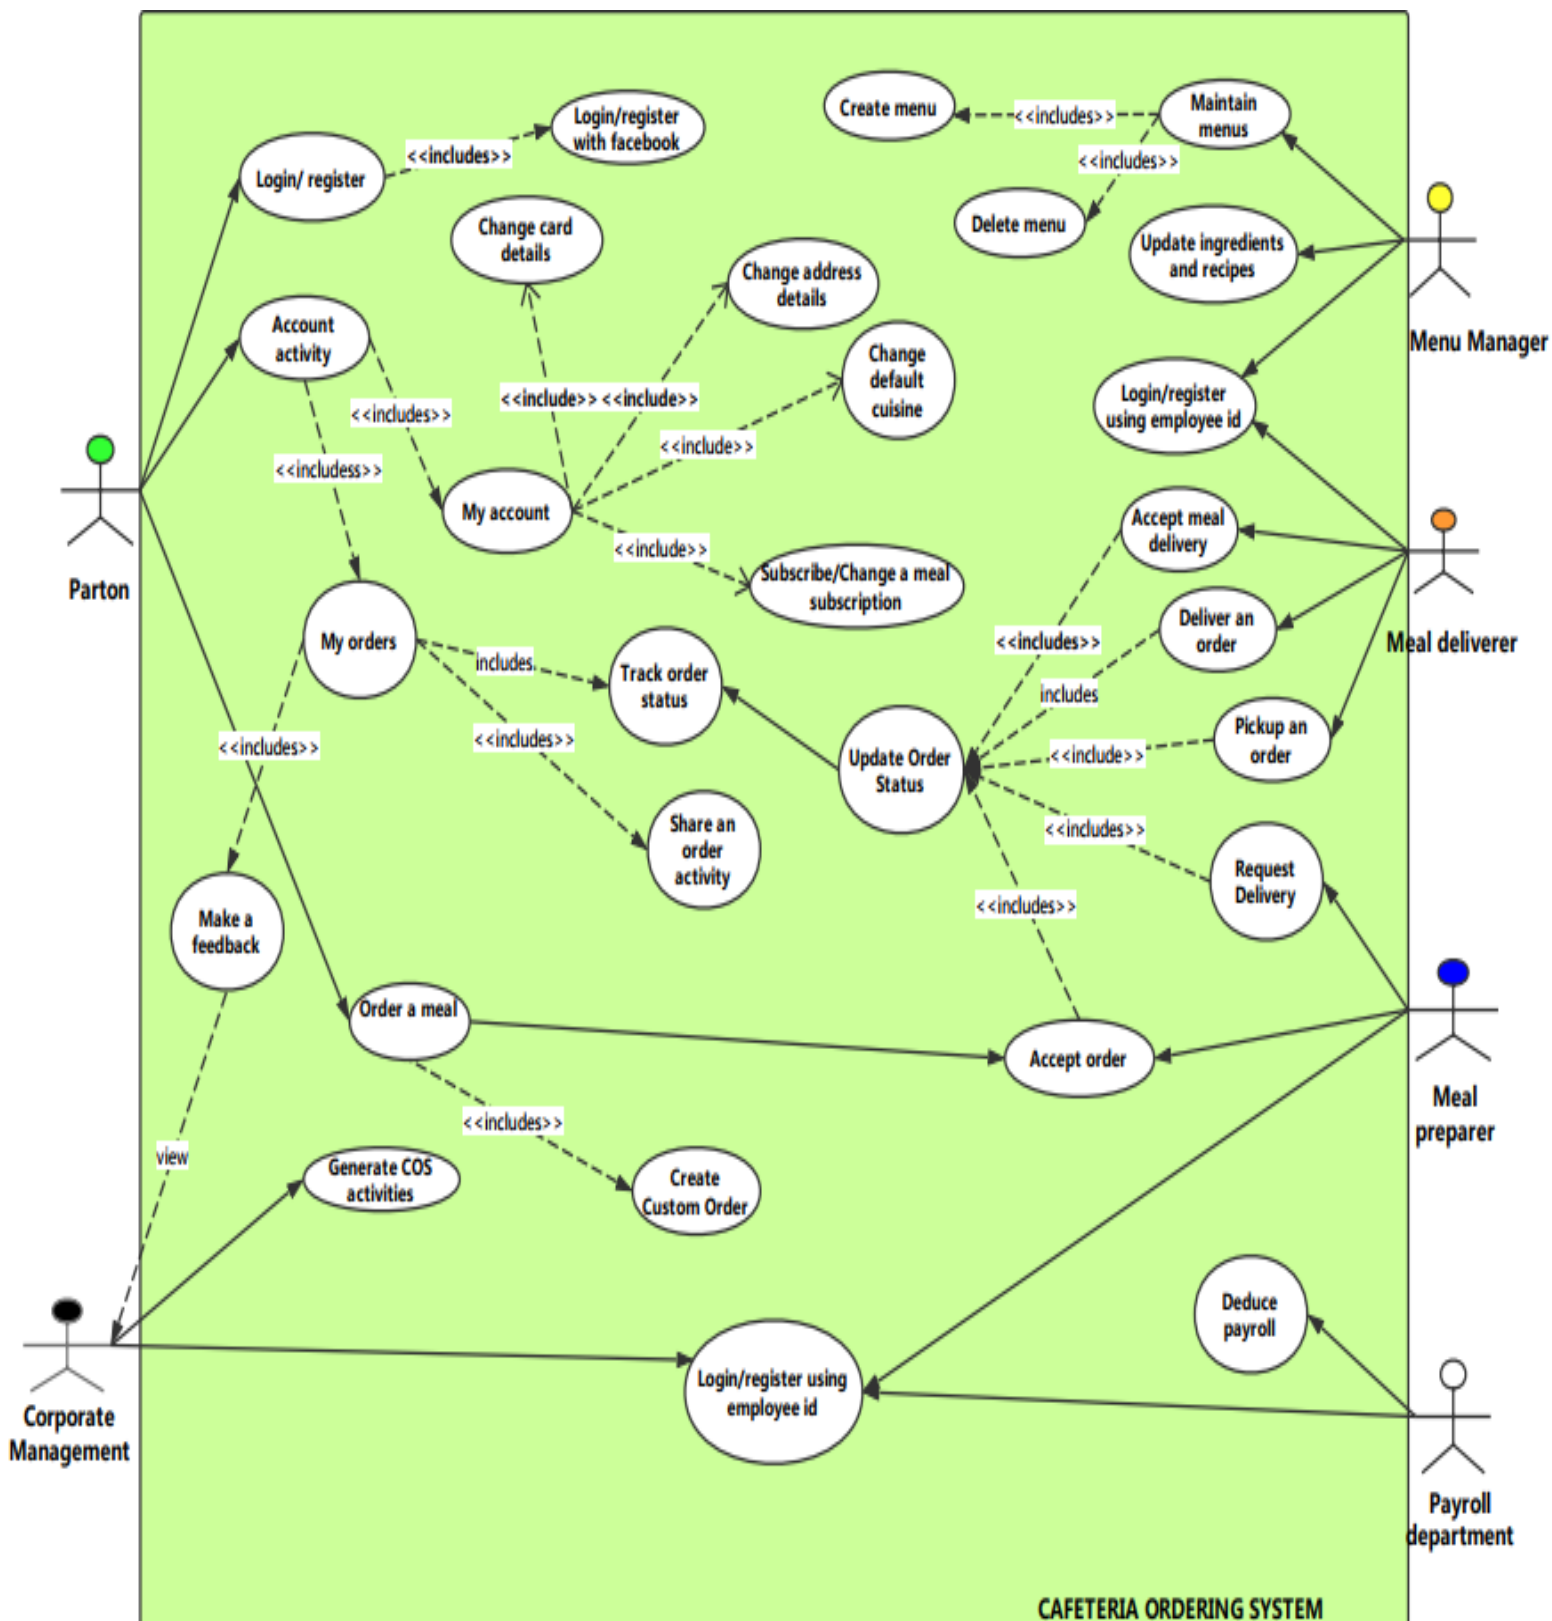 Login/register
with facebook
<<includes>>
Login/ register
Create menu
<<includes>>
Maintain
menus
<<includes>>
Delete menu
Update ingredients
and recipes
Menu Manager
Change card
details
Change address
details
Change
default
cuisine
Account
activity
<<includes>>
<<includess>>
<<include>>
<<include>>
<<include>>
<<include>>
My account
Subscribe/Change a meal
subscription
Login/register
using employee id
Parton
Accept meal
delivery
Deliver an
order
Meal deliverer
Pickup an
order
<<includes>>
includes
<<include>>
<<includes>>
<<includes>>
My orders
includes
<<includes>>
<<includes>>
Track order
status
Update Order
Status
Share an
order
activity
Request
Delivery
Make a
feedback
Order a meal
Accept order
Meal
preparer
<<includes>>
view
Generate COS
activities
Create
Custom Order
Deduce
payroll
Corporate
Management
Login/register using
employee id
Payroll
department
CAFETERIA ORDERING SYSTEM